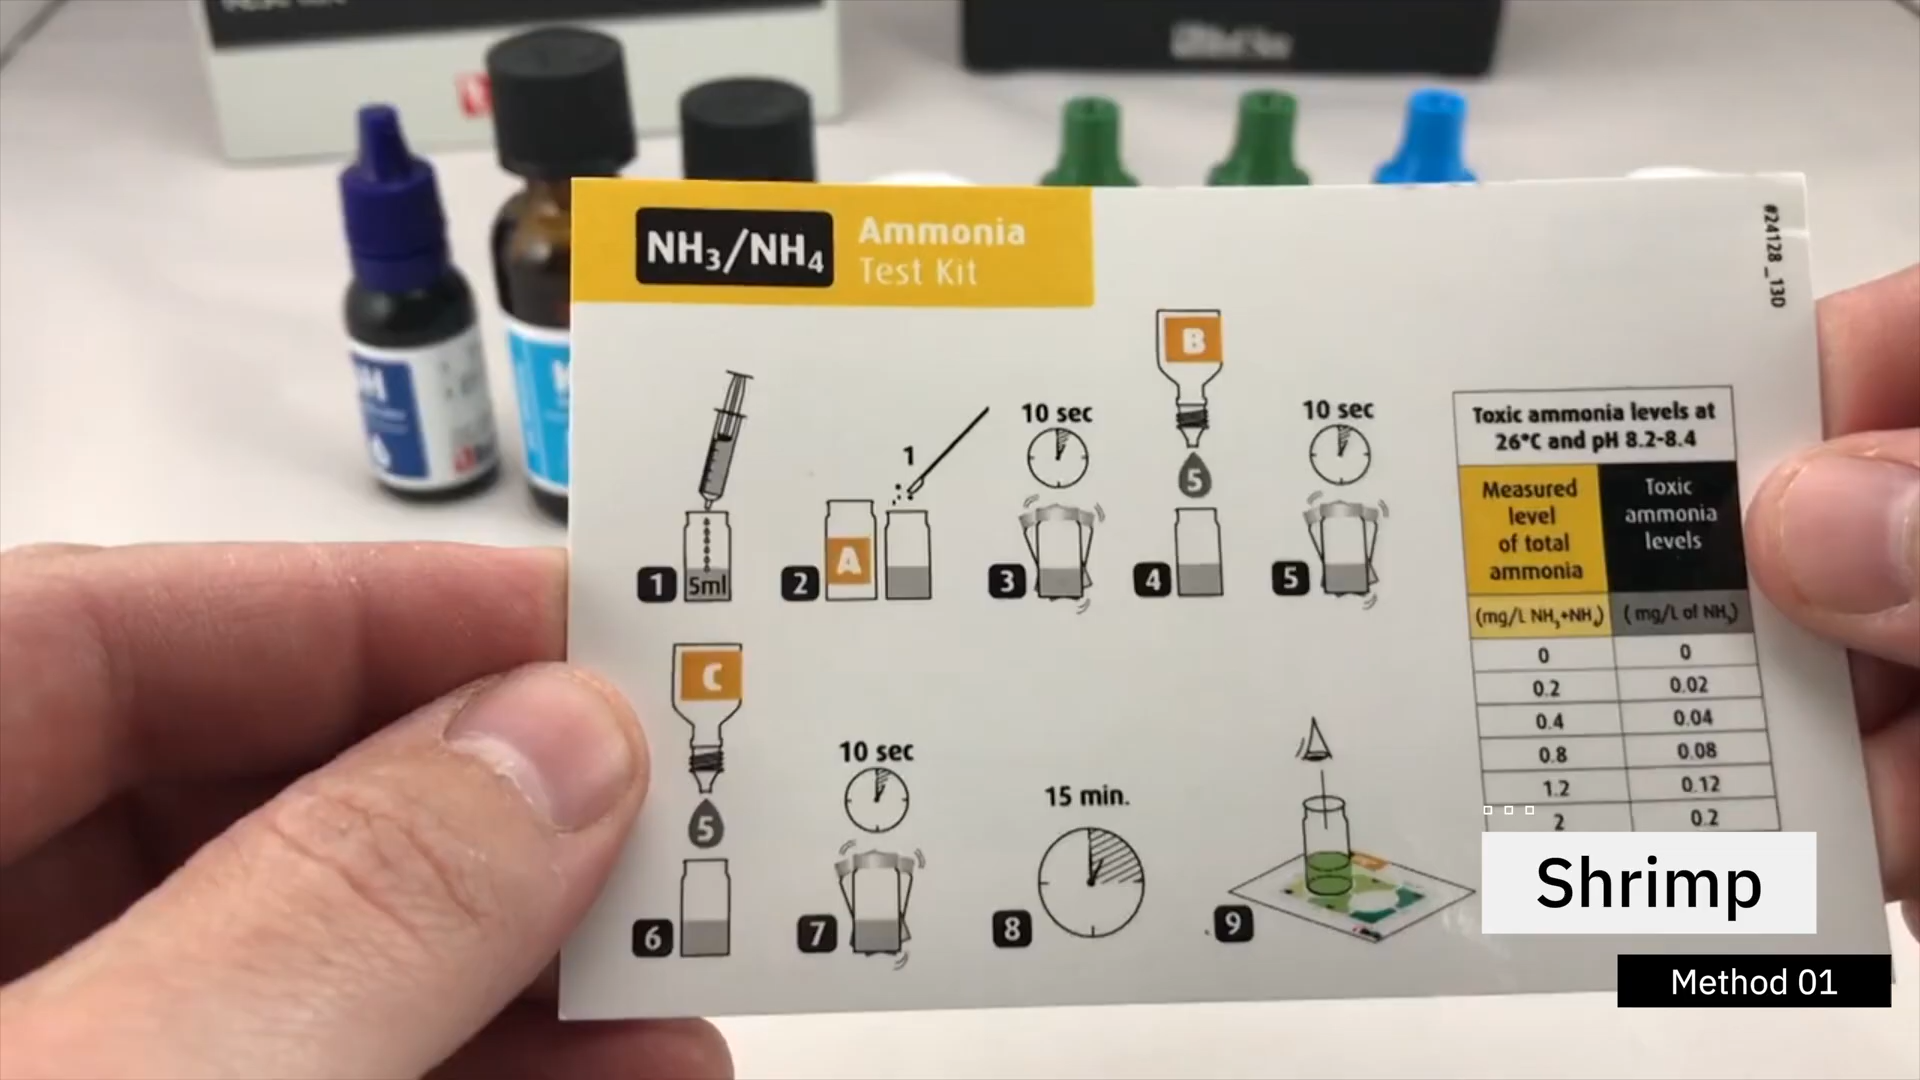 NH3/NH4
Ammonia
Test Kit
#24128_13D
1
5ml
2
A
1
3
10 sec
4
B
5
5
10 sec
6
C
5
7
10 sec
8
15 min.
9
Toxic ammonia levels at
26°C and pH 8.2-8.4
Measured
level
of total
ammonia
Toxic
ammonia
levels
(mg/L NH3+NH4)
(mg/L of NH3)
0 0
0.2 0.02
0.4 0.04
0.8 0.08
1.2 0.12
2 0.2
Shrimp
Method 01